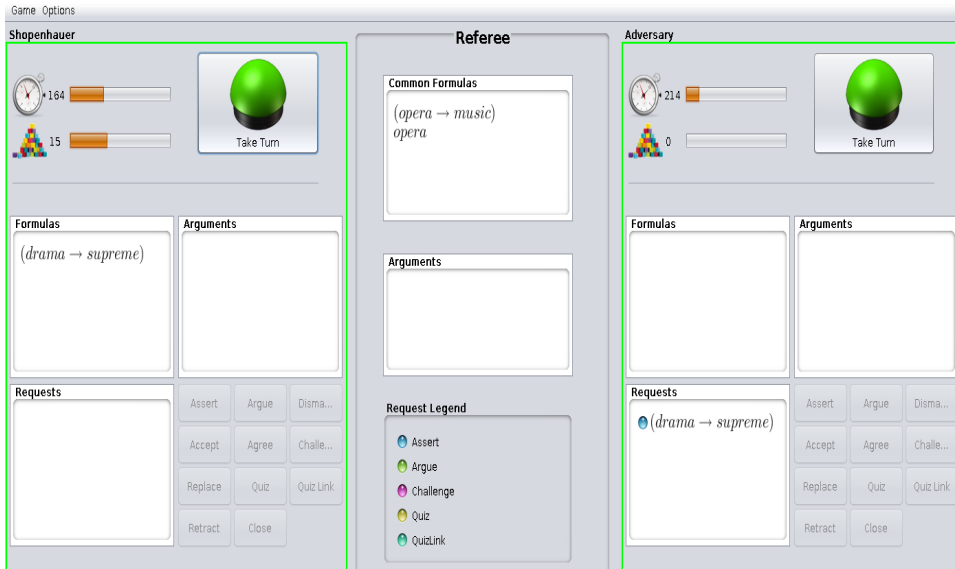 Game Options
Shopenhauer
164
15
Take Turn
Formulas
(drama → supreme)
Arguments
Requests
Assert Argue Disma...
Accept Agree Challe...
Replace Quiz Quiz Link
Retract Close
Referee
Common Formulas
(opera → music)
opera
Arguments
Request Legend
Assert
Argue
Challenge
Quiz
QuizLink
Adversary
214
0
Take Turn
Formulas
Arguments
Requests
(drama → supreme)
Assert Argue Disma...
Accept Agree Challe...
Replace Quiz Quiz Link
Retract Close